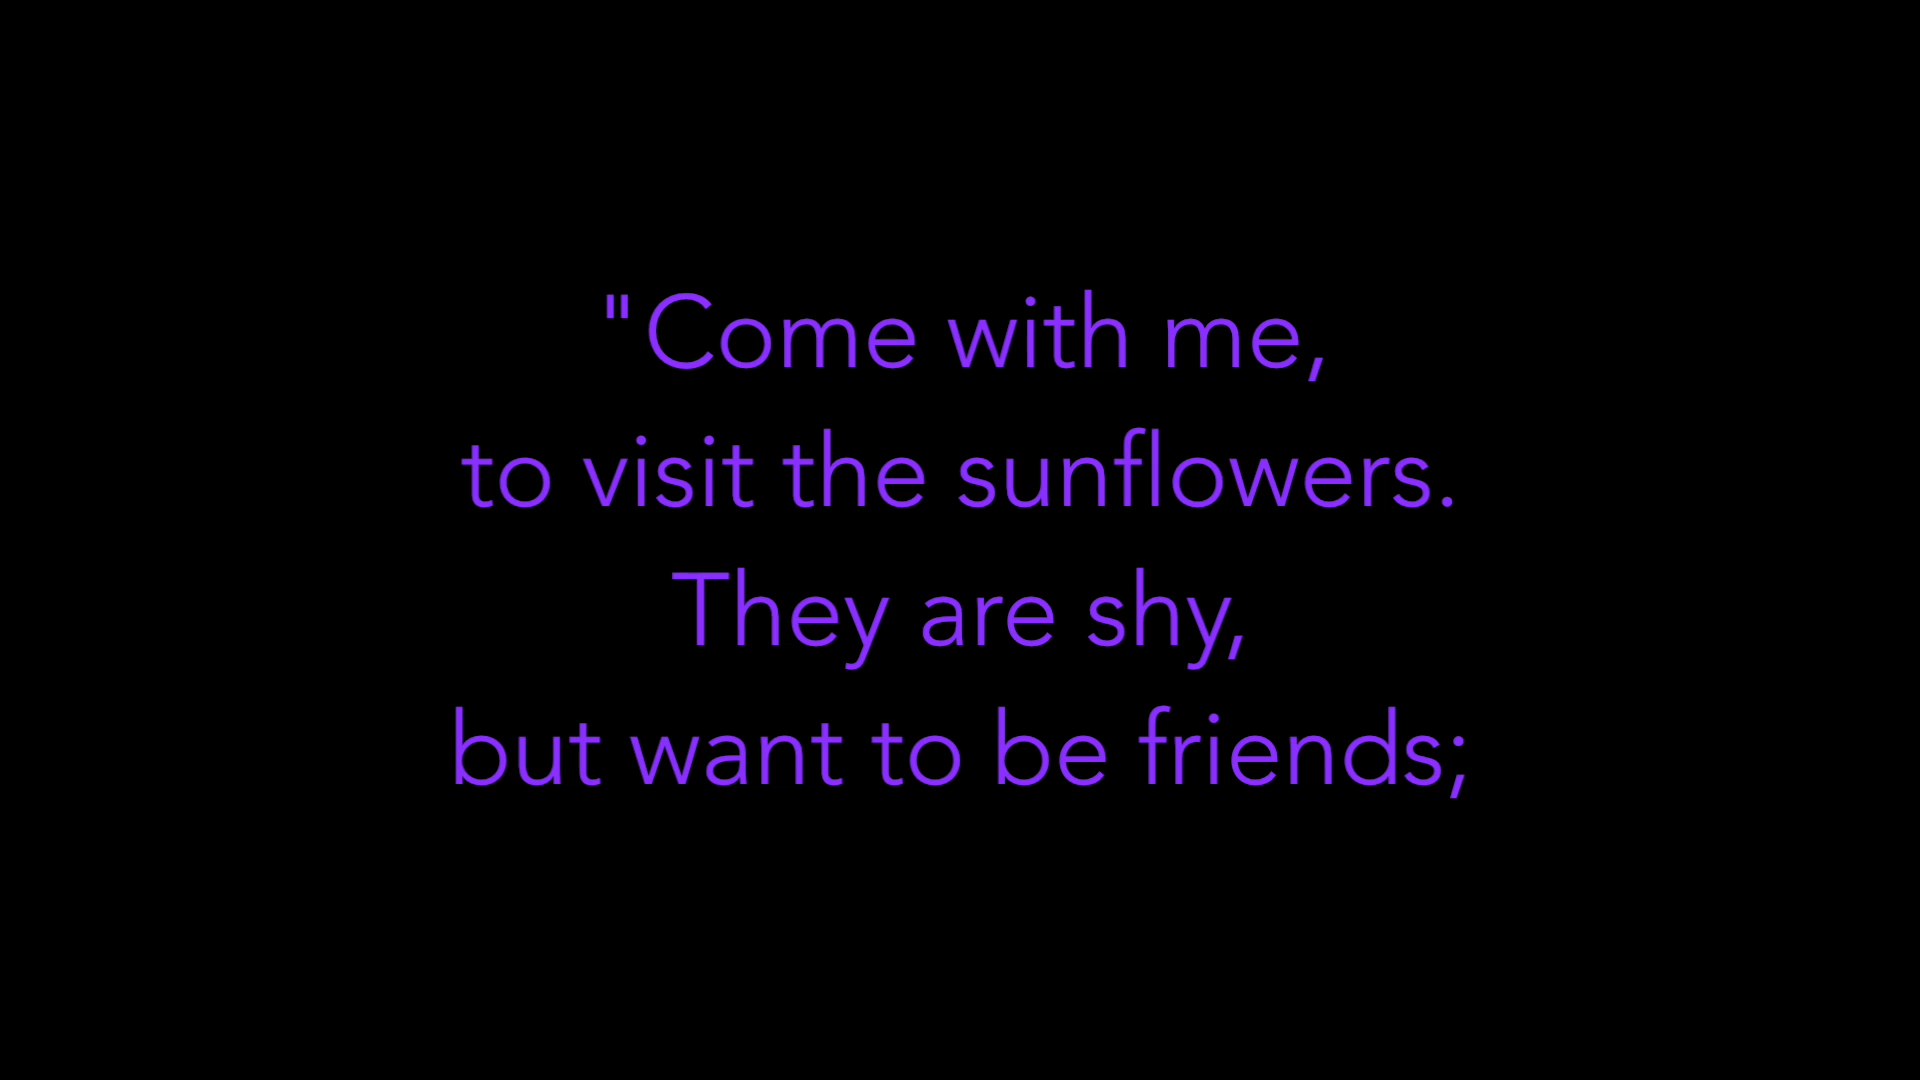 "Come with me,
to visit the sunflowers.
They are shy,
but want to be friends;